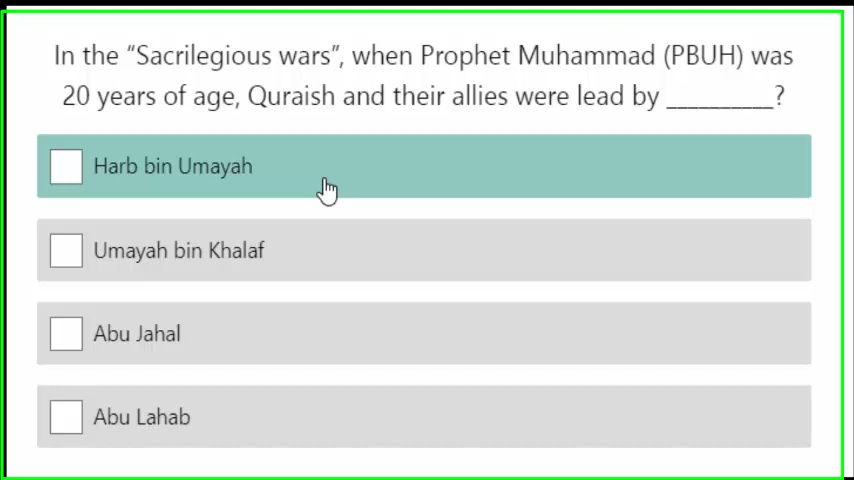 In the “Sacrilegious wars”, when Prophet Muhammad (PBUH) was
20 years of age, Quraish and their allies were lead by __________?
Harb bin Umayah
Umayah bin Khalaf
Abu Jahal
Abu Lahab